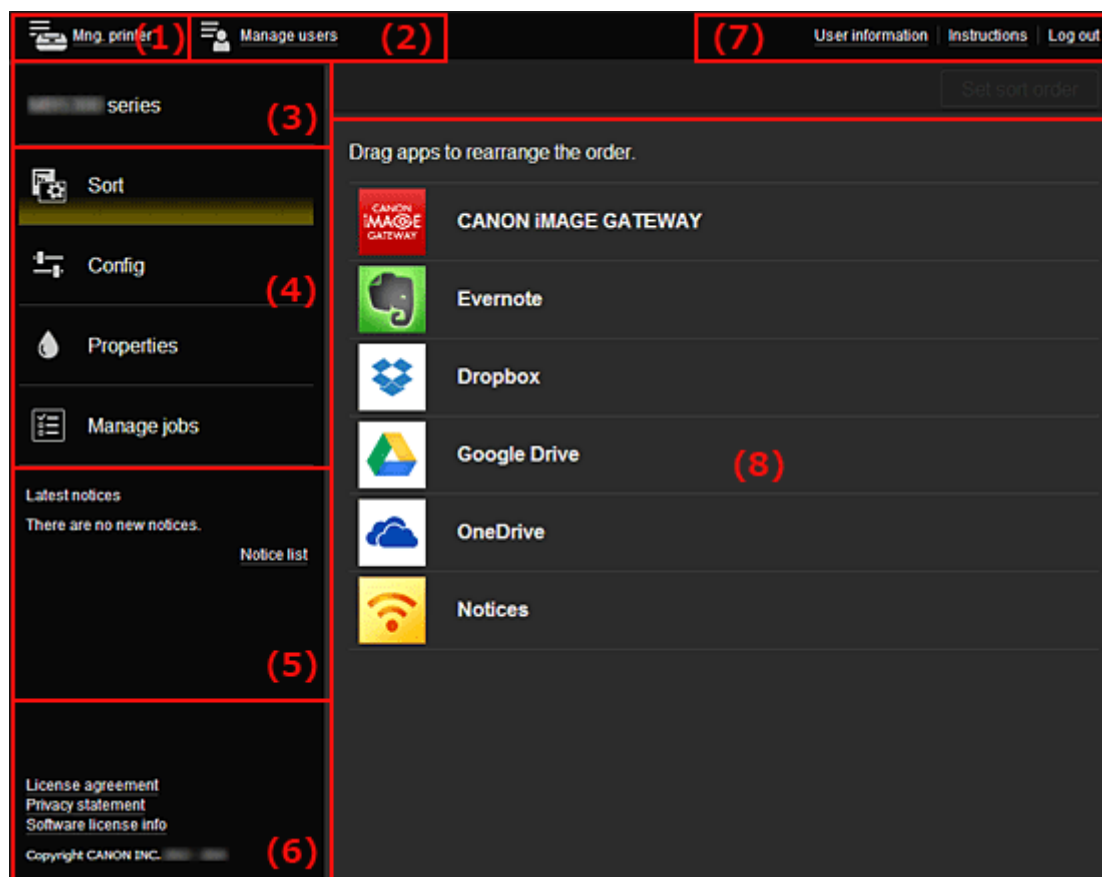 Mng. printer (1)
Manage users (2)
(7) User information Instructions Log out
series (3)
Set sort order
Sort
Config
(4)
Properties
Manage jobs
Latest notices
There are no new notices.
Notice list
(5)
License agreement
Privacy statement
Software license info
Copyright CANON INC. (6)
Drag apps to rearrange the order.
CANON iMAGE GATEWAY
CANON iMAGE GATEWAY
Evernote
Dropbox
Google Drive
(8)
OneDrive
Notices